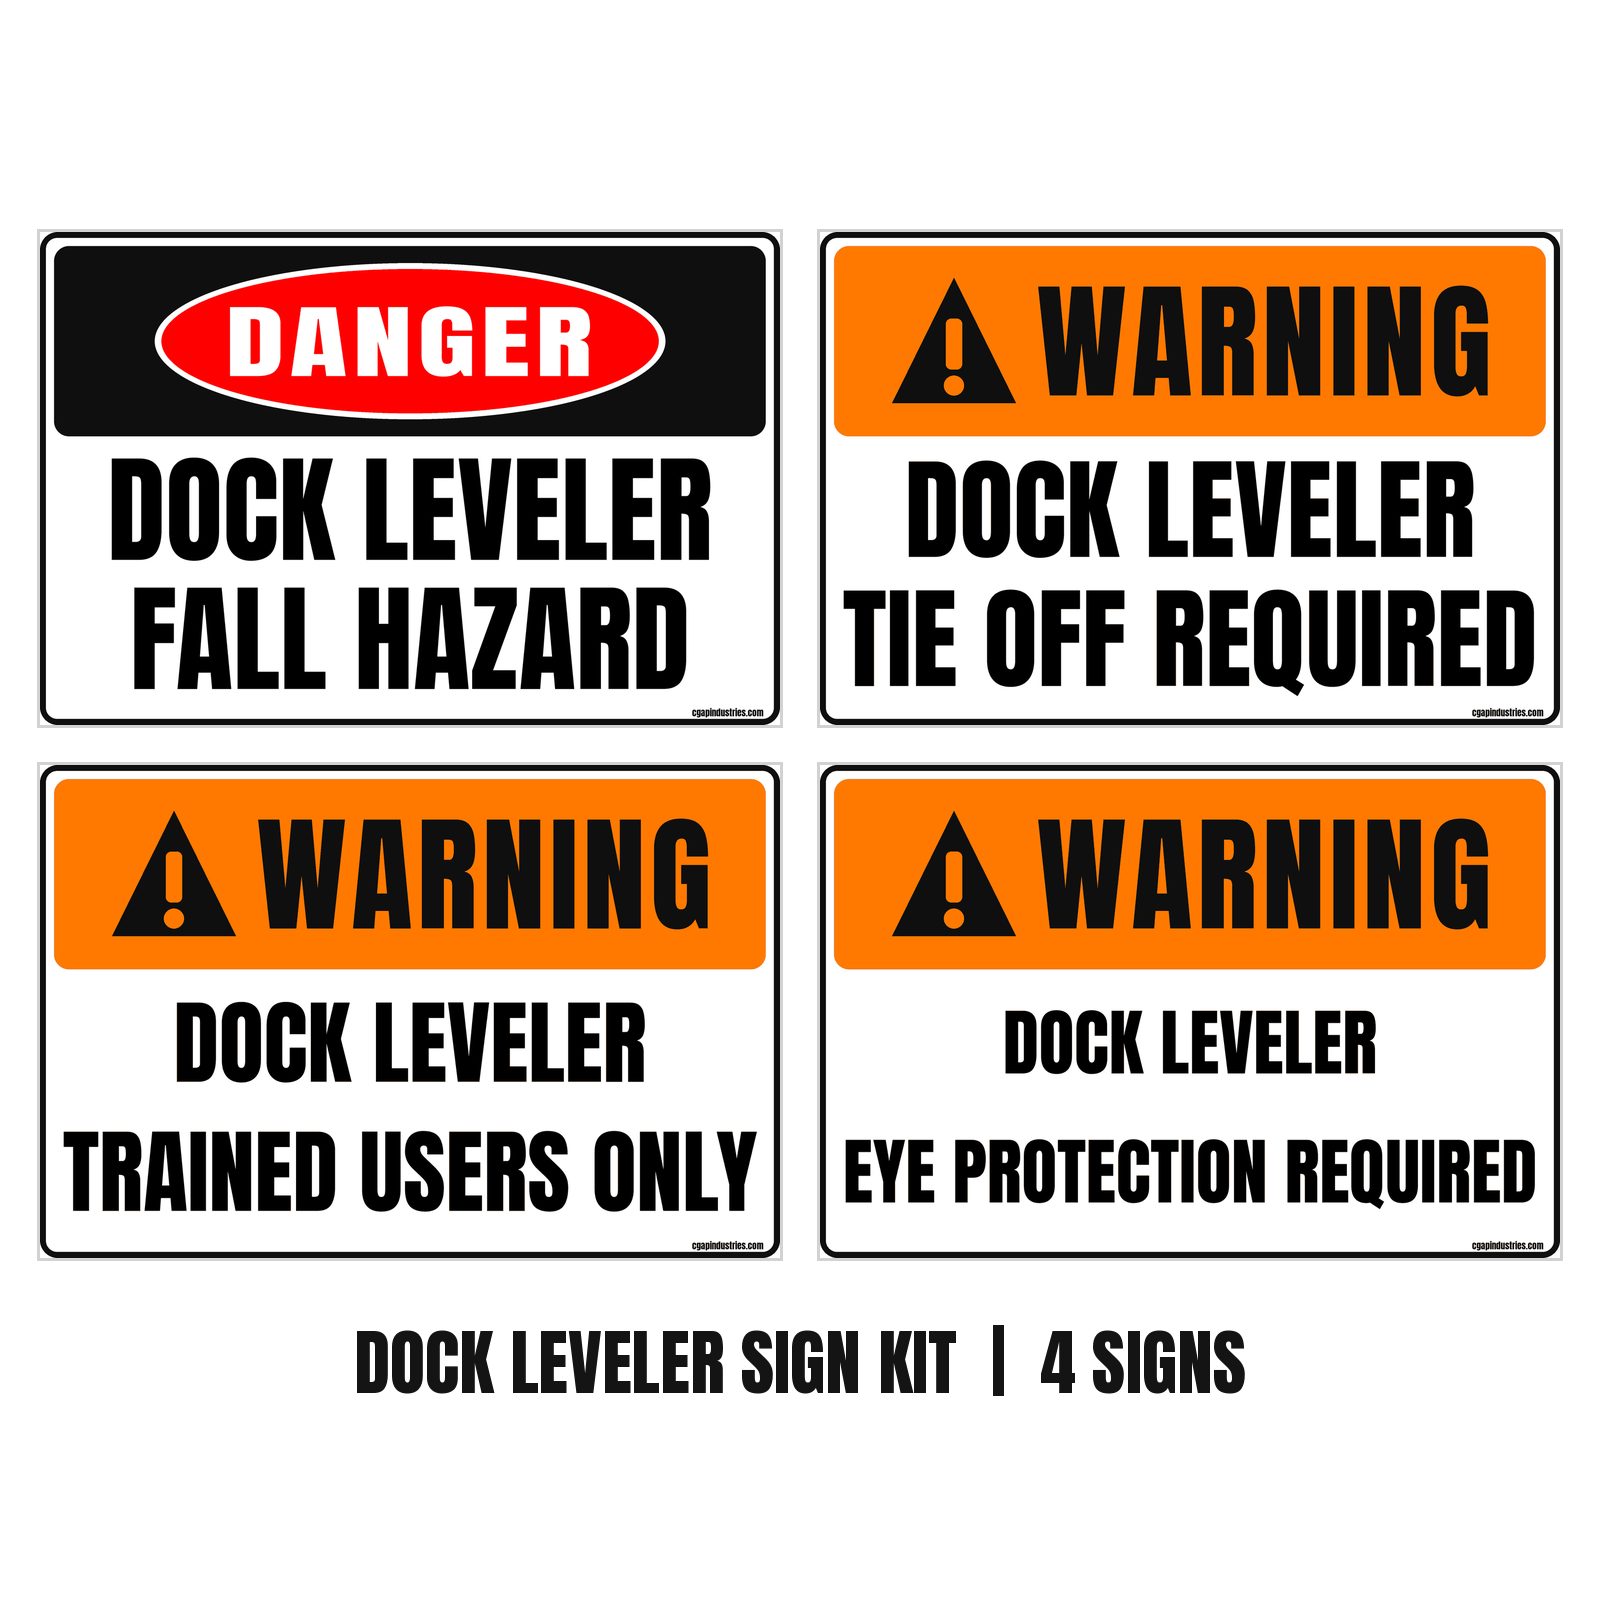 DANGER
DOCK LEVELER
FALL HAZARD
cgapindustries.com
WARNING
DOCK LEVELER
TIE OFF REQUIRED
cgapindustries.com
WARNING
DOCK LEVELER
TRAINED USERS ONLY
cgapindustries.com
WARNING
DOCK LEVELER
EYE PROTECTION REQUIRED
cgapindustries.com
DOCK LEVELER SIGN KIT | 4 SIGNS